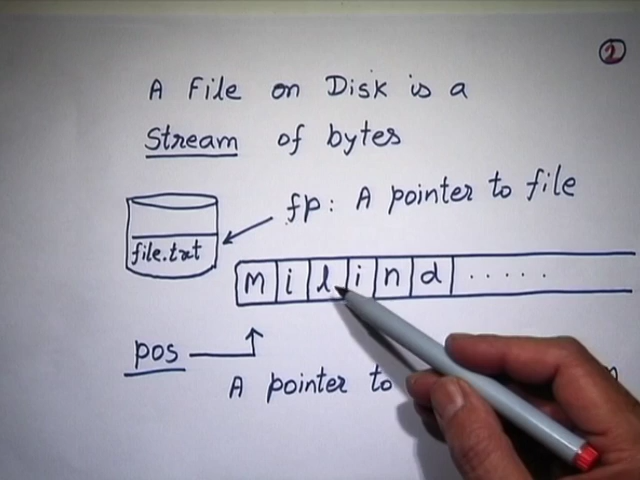 2
A File on Disk is a
Stream of bytes
fp: A pointer to file
file.txt
m i l i n d ......
pos
A pointer to